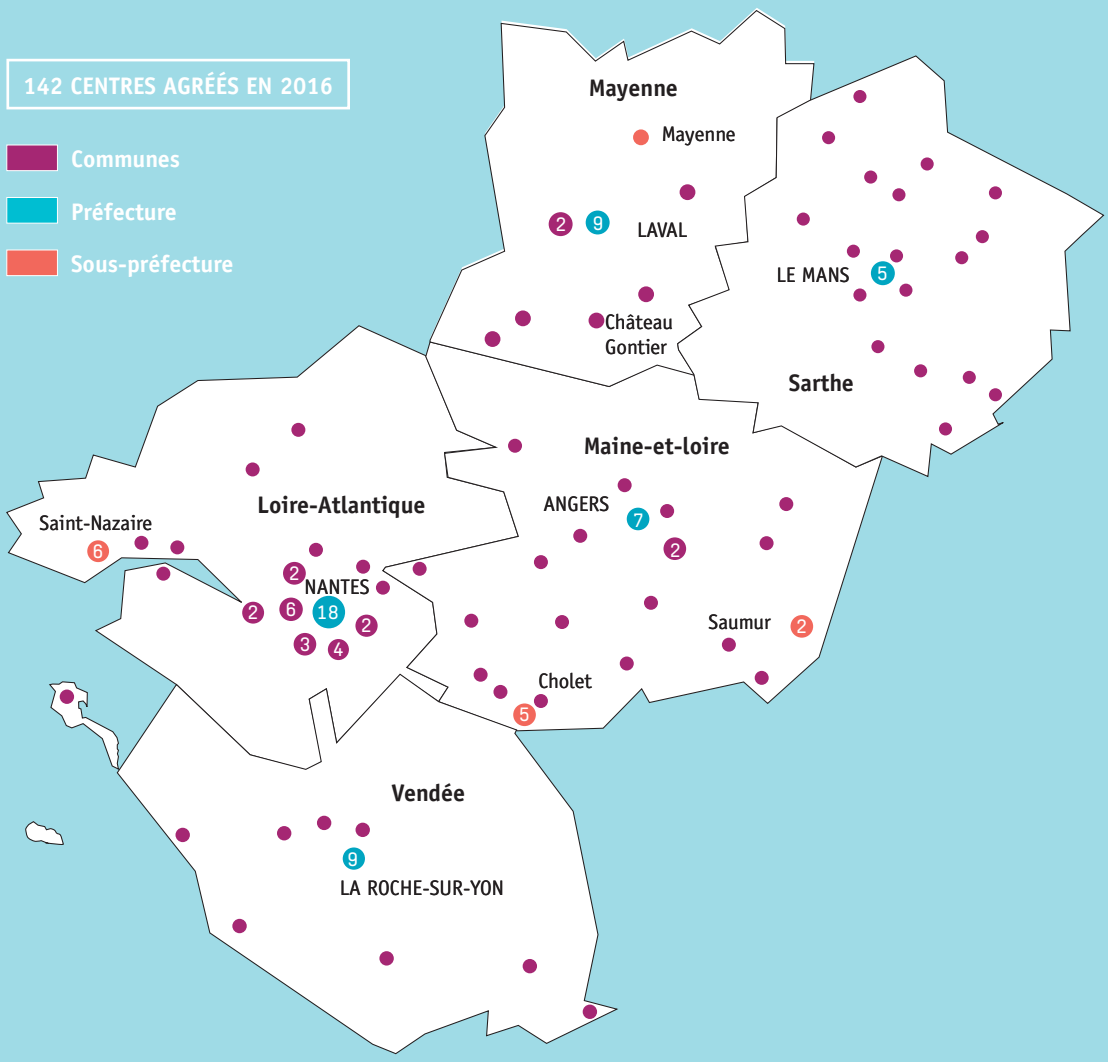 142 CENTRES AGRÉÉS EN 2016
Communes
Préfecture
Sous-préfecture
Mayenne
Mayenne
2
9
LAVAL
Château
Gontier
LE MANS
5
Sarthe
Maine-et-loire
ANGERS
7
2
Saumur
2
Cholet
5
Loire-Atlantique
Saint-Nazaire
6
2
NANTES
2
6
18
2
3
4
Vendée
9
LA ROCHE-SUR-YON